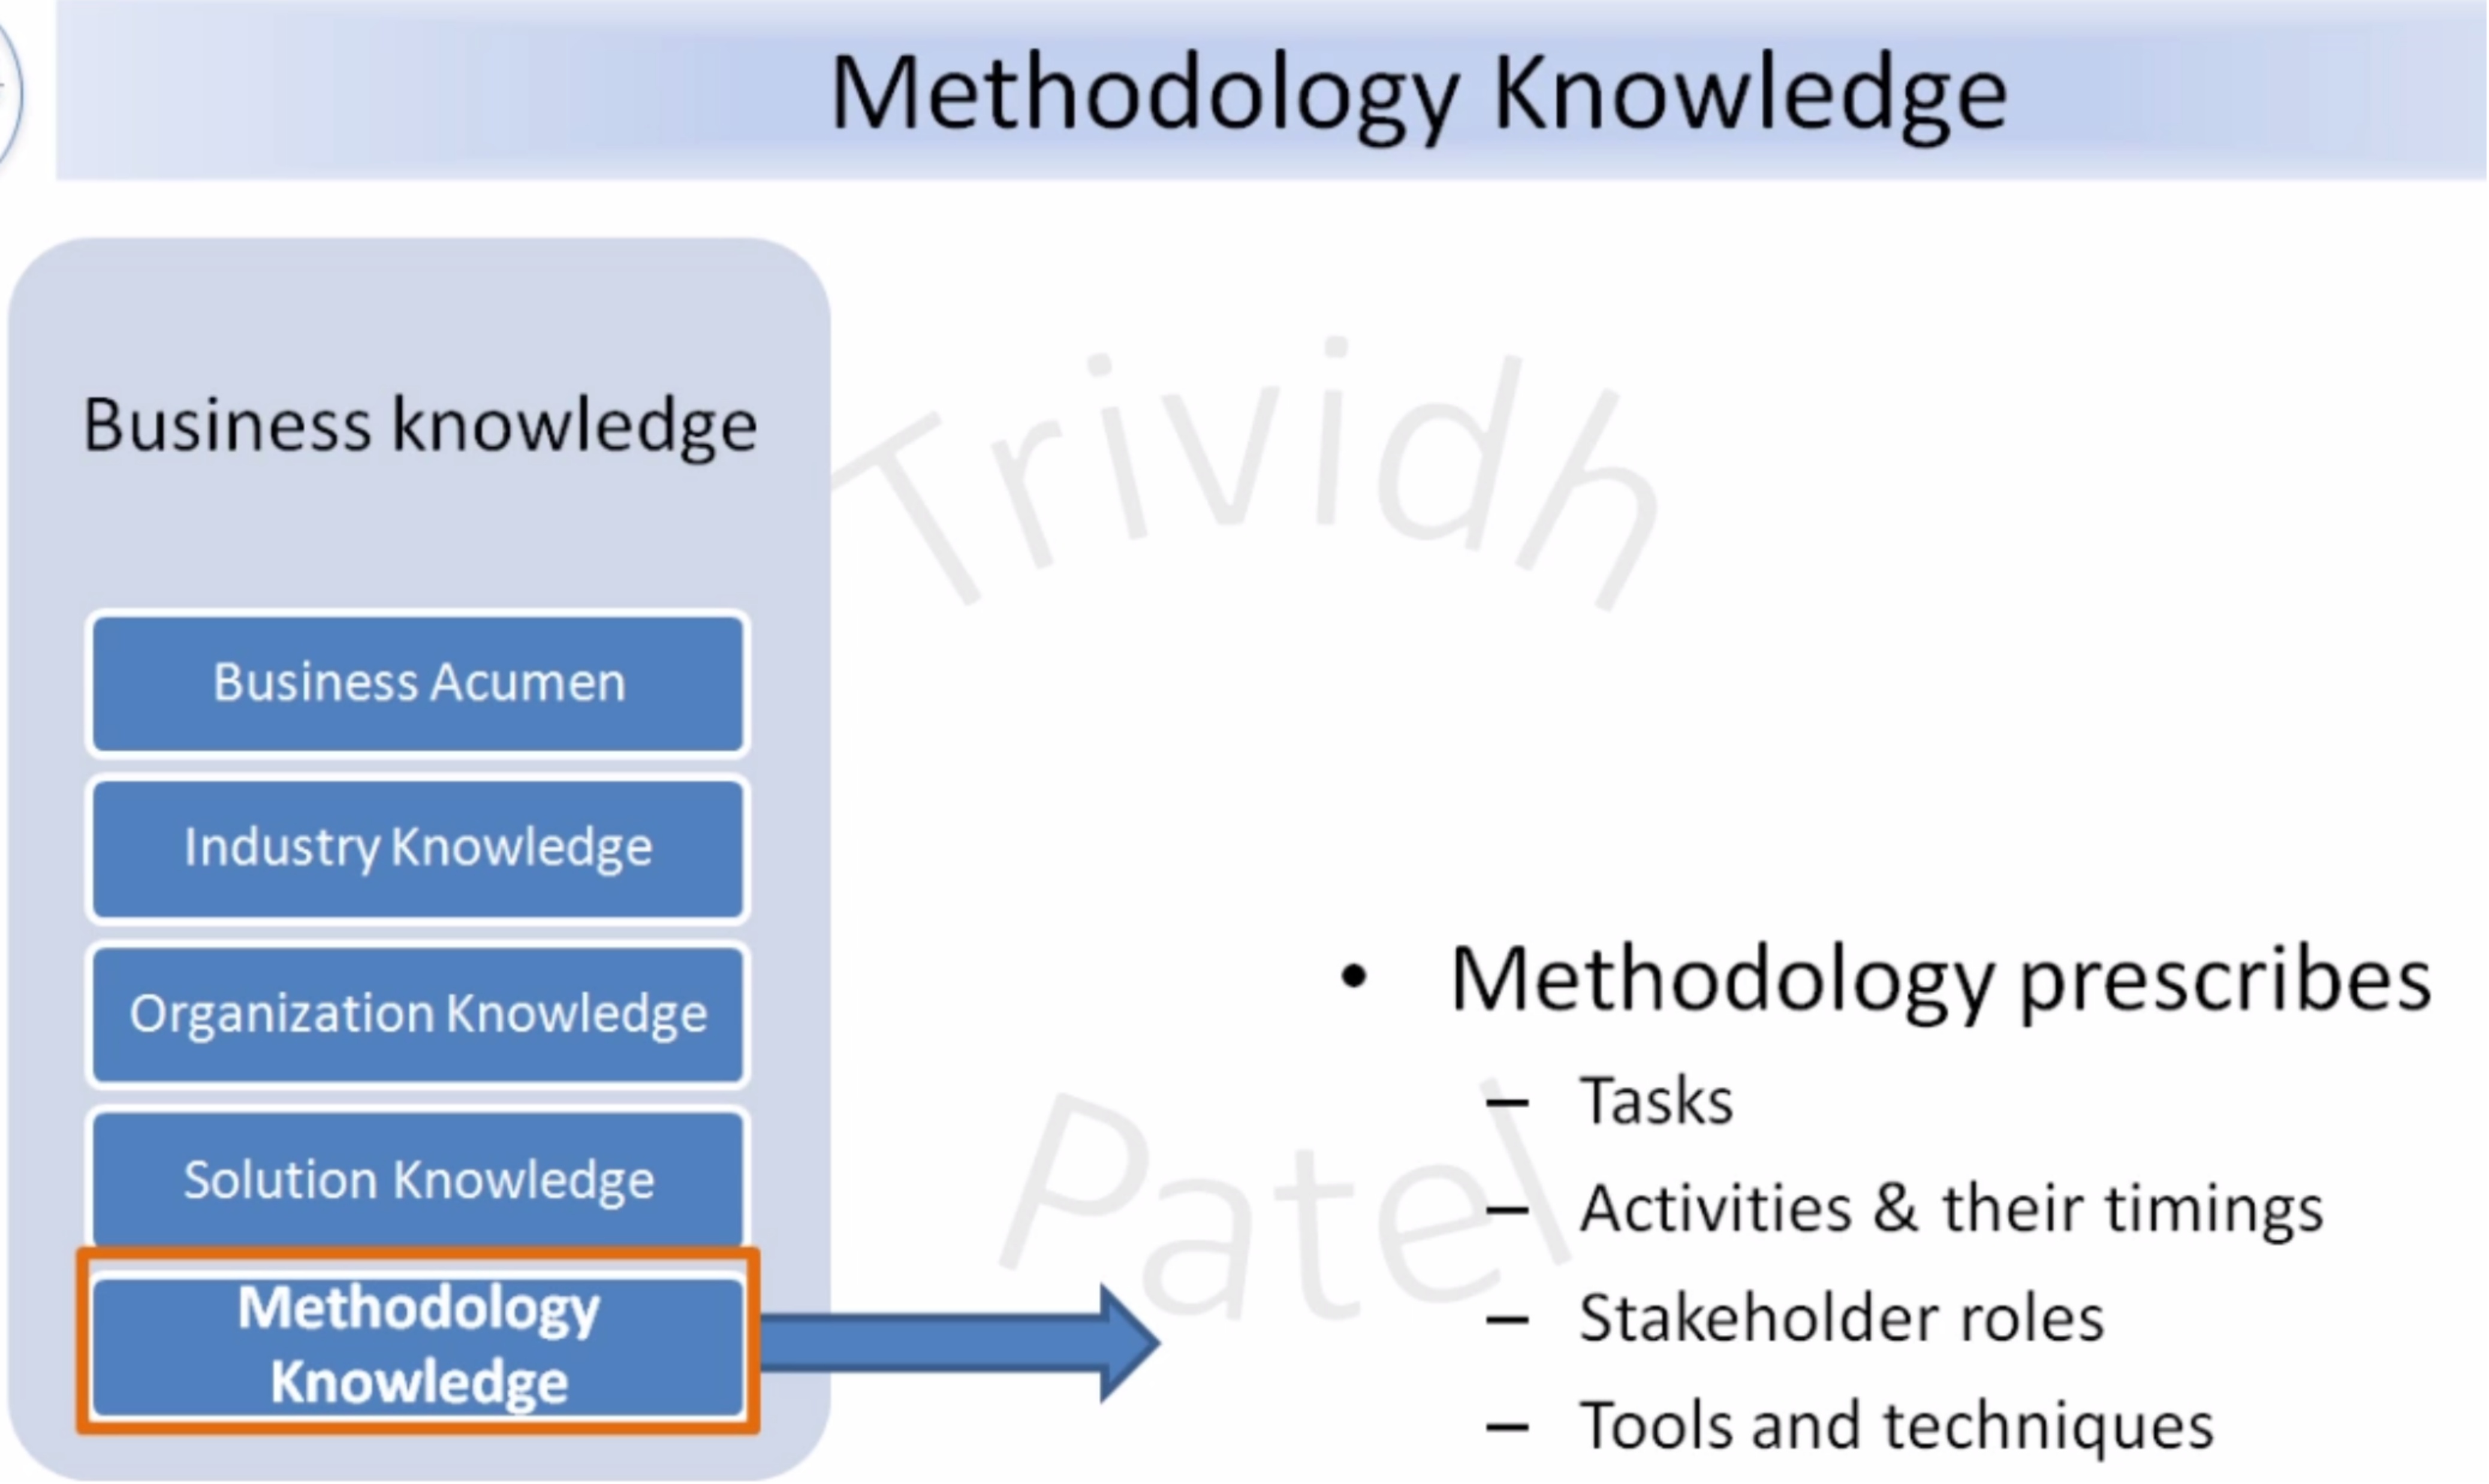 Methodology Knowledge
Business knowledge
Business Acumen
Industry Knowledge
Organization Knowledge
Solution Knowledge
Methodology
Knowledge
Trividh
Patel
• Methodology prescribes
– Tasks
– Activities & their timings
– Stakeholder roles
– Tools and techniques